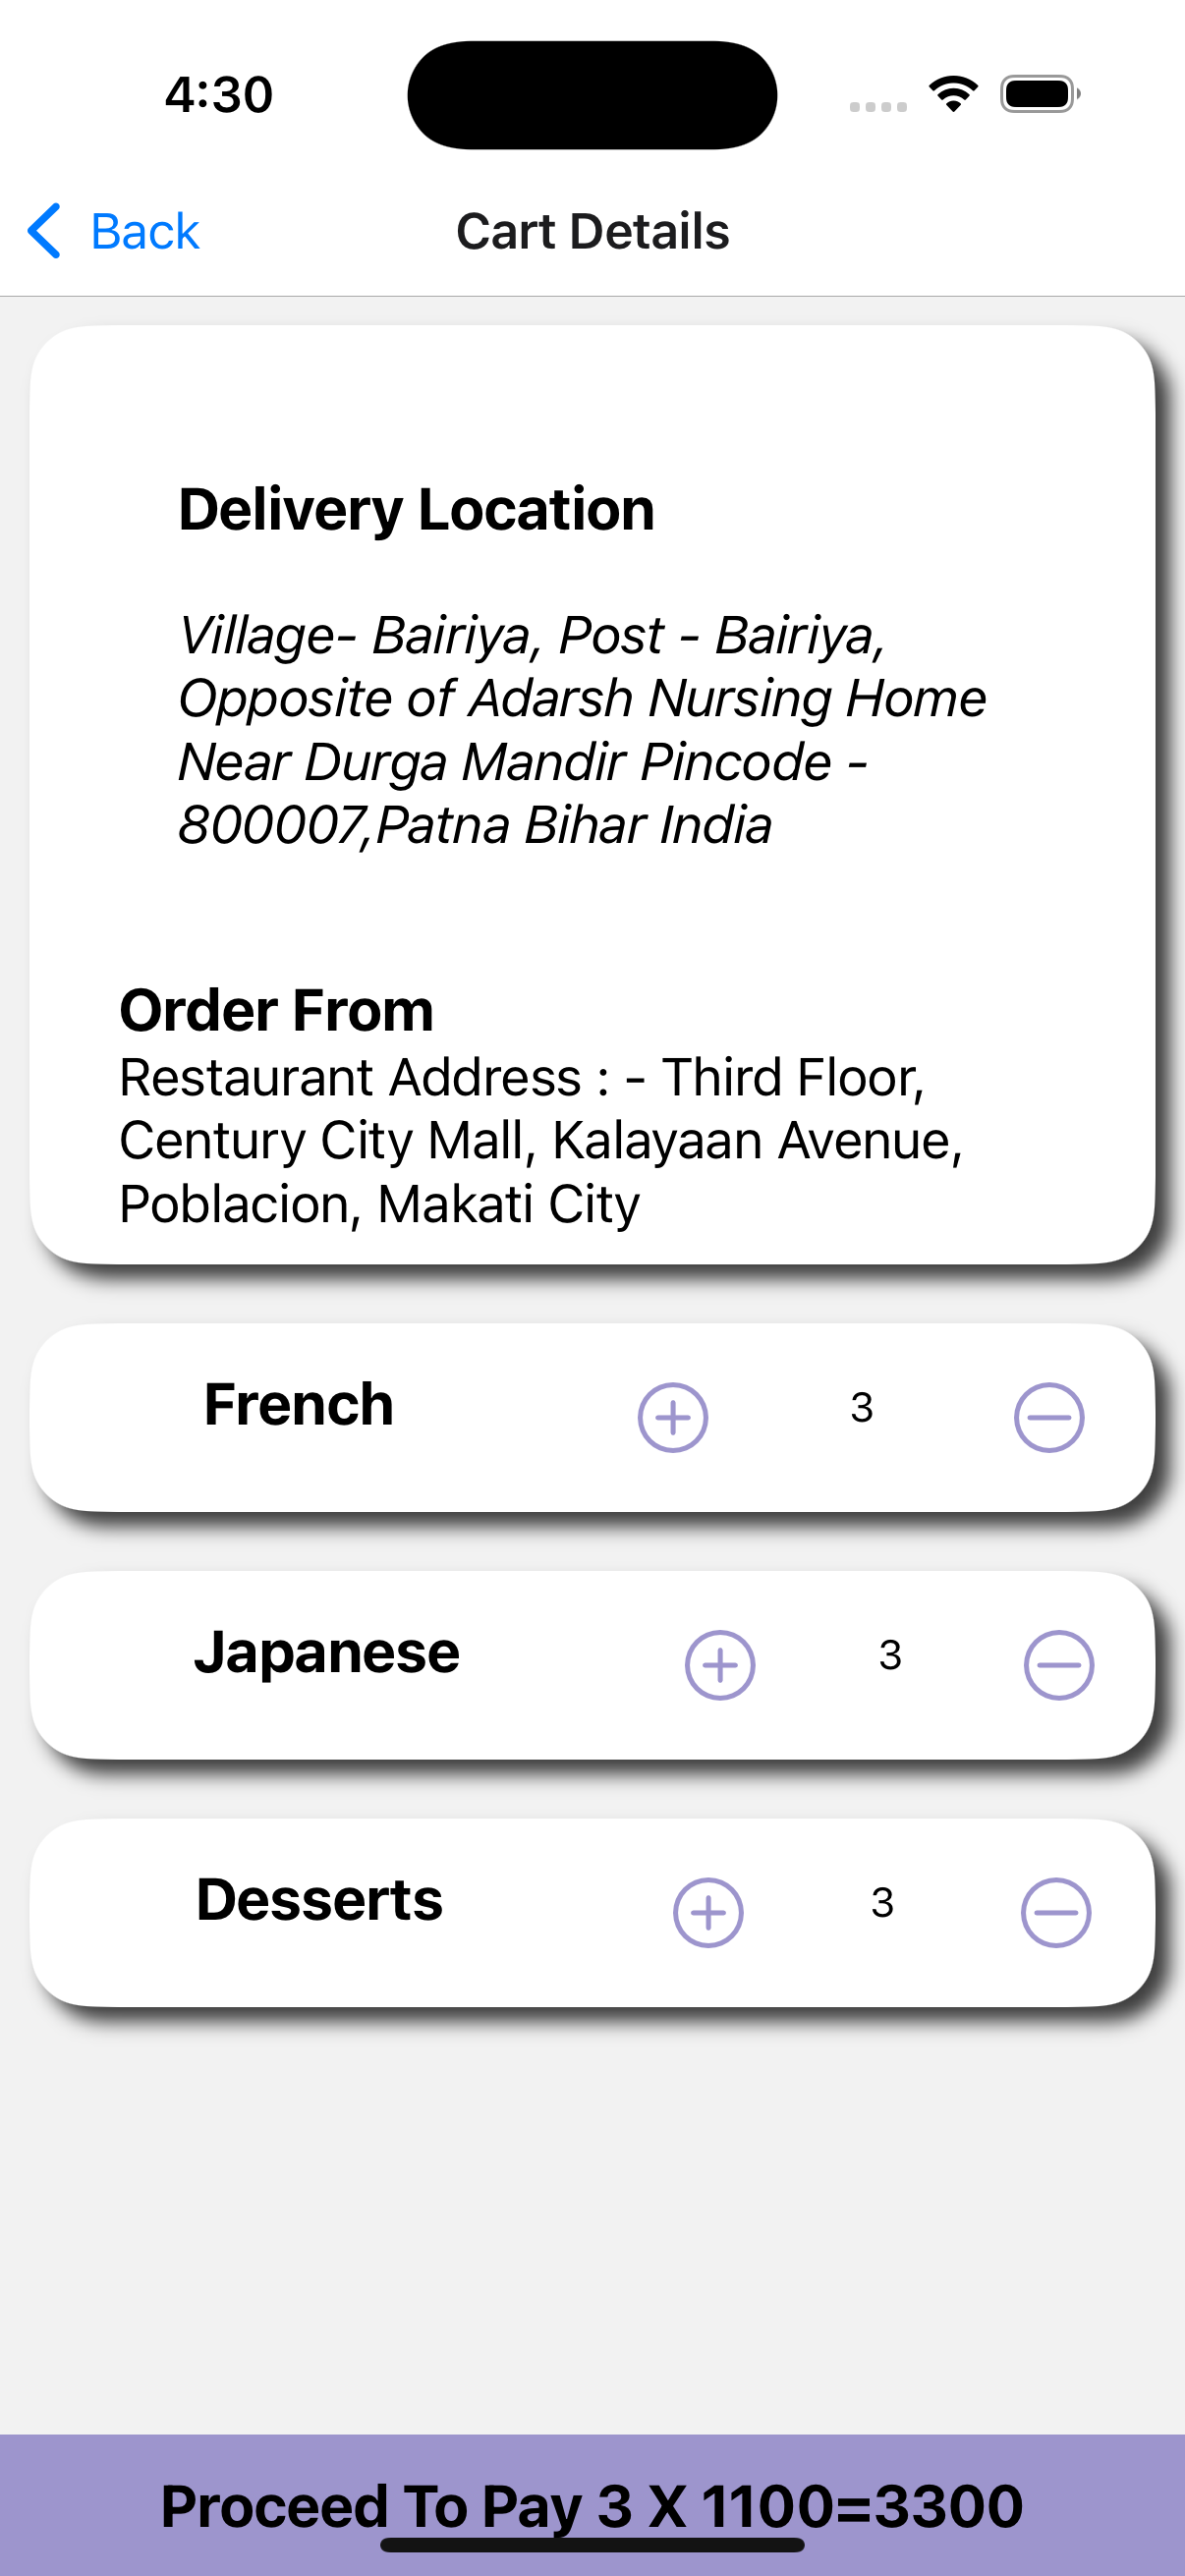 4:30
Back
Cart Details
Delivery Location
Village- Bairiya, Post - Bairiya,
Opposite of Adarsh Nursing Home
Near Durga Mandir Pincode -
800007,Patna Bihar India
Order From
Restaurant Address : - Third Floor,
Century City Mall, Kalayaan Avenue,
Poblacion, Makati City
French
3
Japanese
3
Desserts
3
Proceed To Pay 3 X 1100=3300